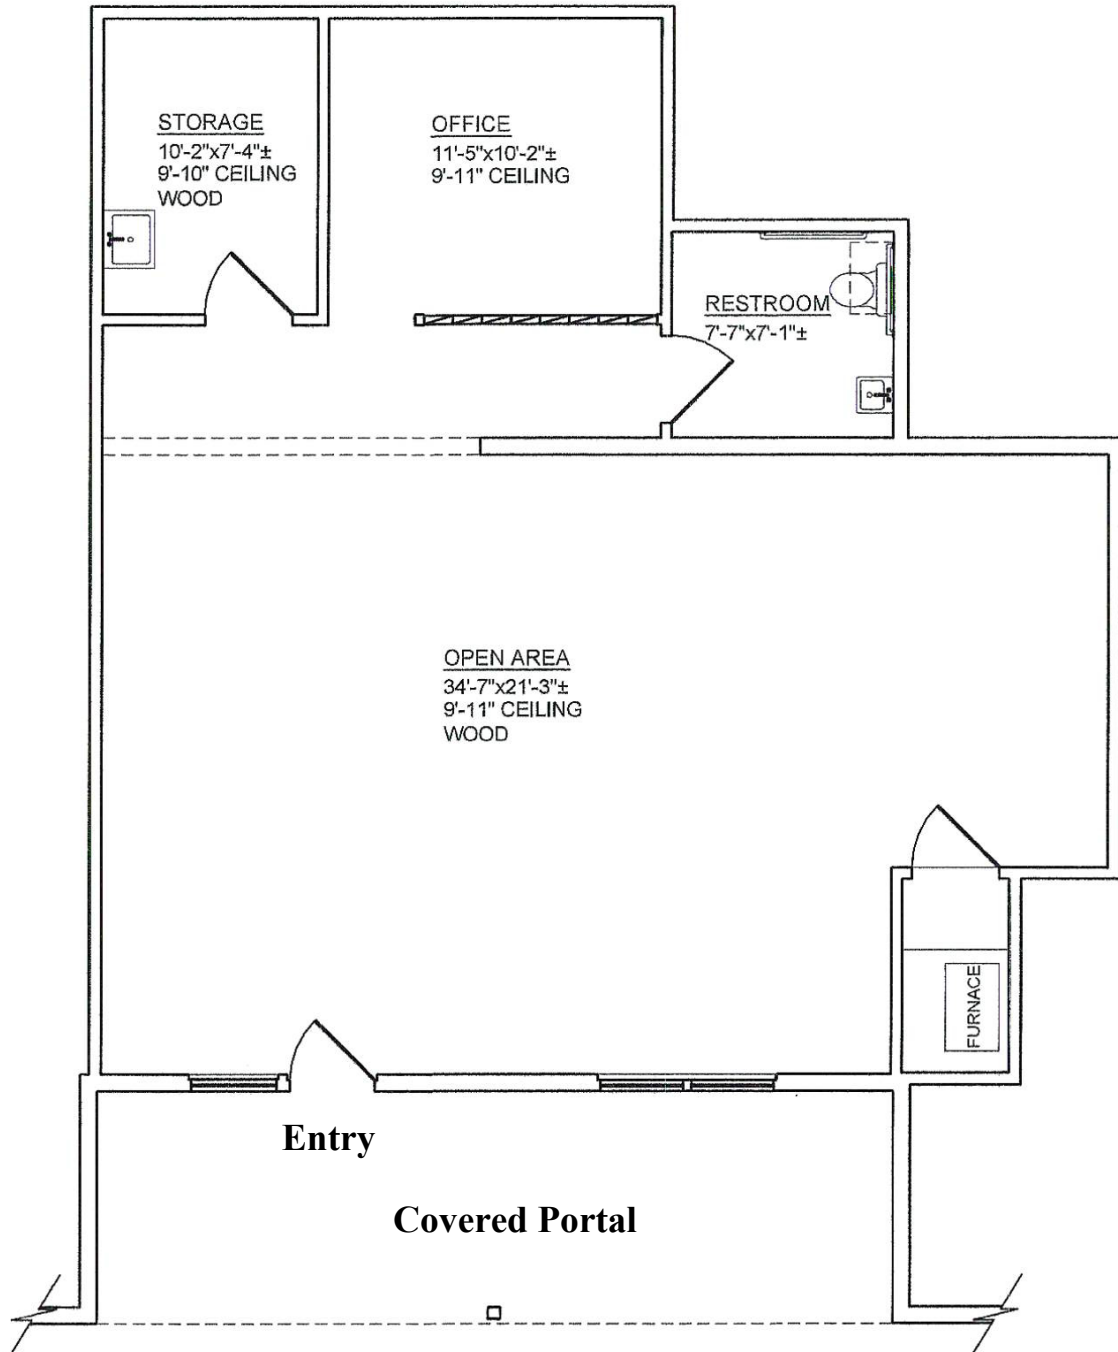 STORAGE
10'-2"x7'-4"±
9'-10" CEILING
WOOD
OFFICE
11'-5"x10'-2"±
9'-11" CEILING
RESTROOM
7'-7"x7'-1"±
OPEN AREA
34'-7"x21'-3"±
9'-11" CEILING
WOOD
FURNACE
Entry
Covered Portal